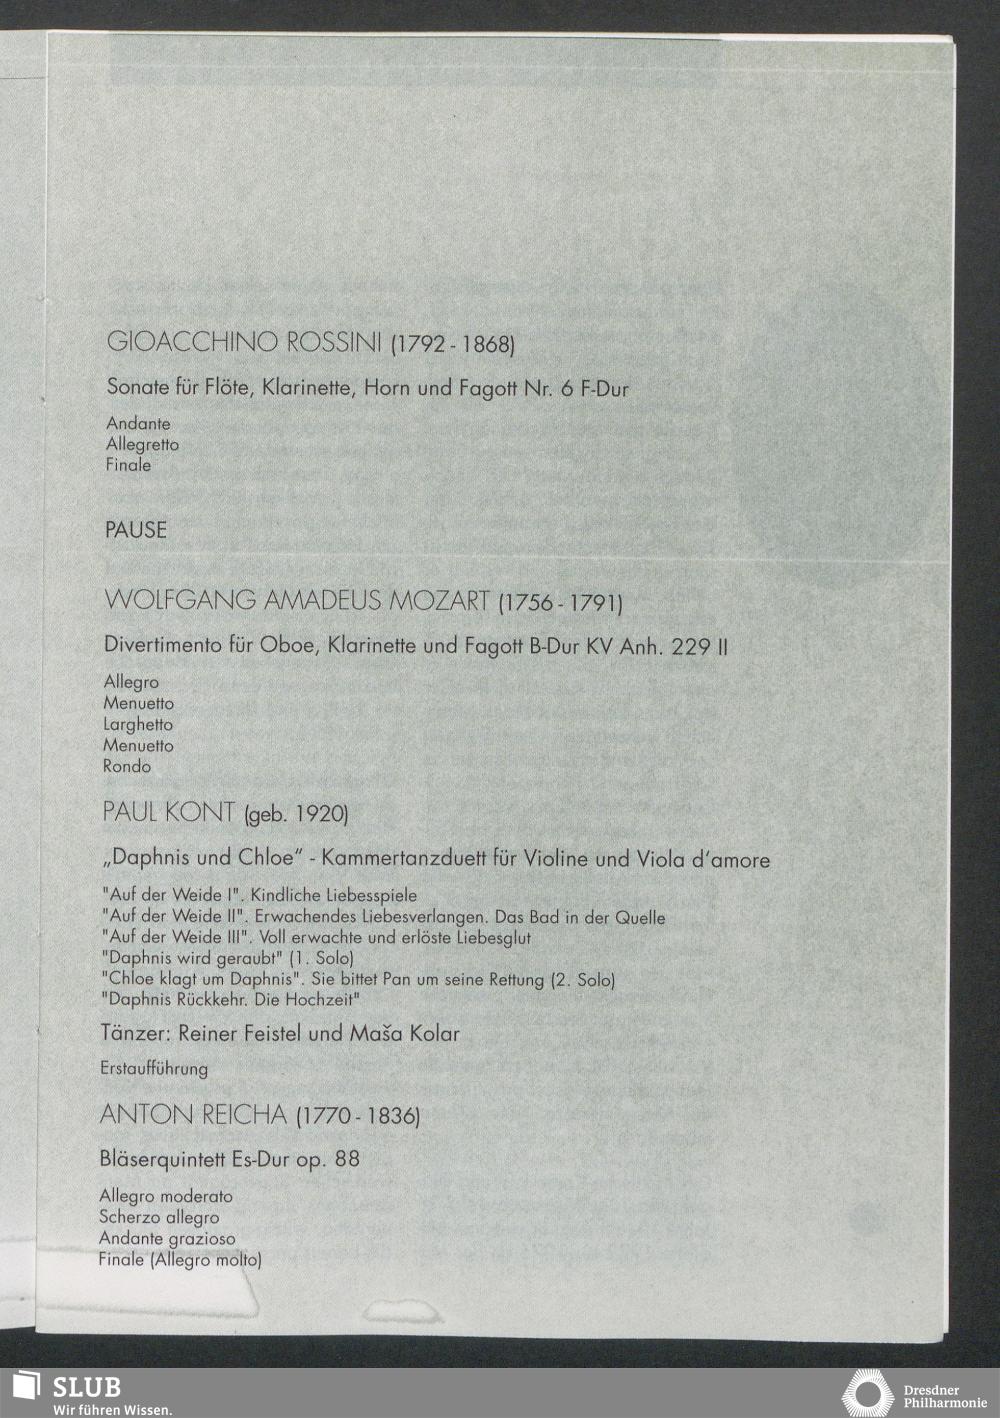 GIOACCHINO ROSSINI (1792 - 1868)
Sonate für Flöte, Klarinette, Horn und Fagott Nr. 6 F-Dur
Andante
Allegretto
Finale
PAUSE
WOLFGANG AMADEUS MOZART (1756 - 1791)
Divertimento für Oboe, Klarinette und Fagott B-Dur KV Anh. 229 II
Allegro
Menuetto
Larghetto
Menuetto
Rondo
PAUL KONT (geb. 1920)
„Daphnis und Chloe“ - Kammertanzduett für Violine und Viola d'amore
"Auf der Weide I". Kindliche Liebesspiele
"Auf der Weide II". Erwachendes Liebesverlangen. Das Bad in der Quelle
"Auf der Weide III". Voll erwachte und erlöste Liebesglut
"Daphnis wird geraubt" (1. Solo)
"Chloe klagt um Daphnis". Sie bittet Pan um seine Rettung (2. Solo)
"Daphnis Rückkehr. Die Hochzeit"
Tänzer: Reiner Feistel und Maša Kolar
Erstaufführung
ANTON REICHA (1770 - 1836)
Bläserquintett Es-Dur op. 88
Allegro moderato
Scherzo allegro
Andante grazioso
Finale (Allegro molto)
SLUB
Wir führen Wissen.
Dresdner
Philharmonie